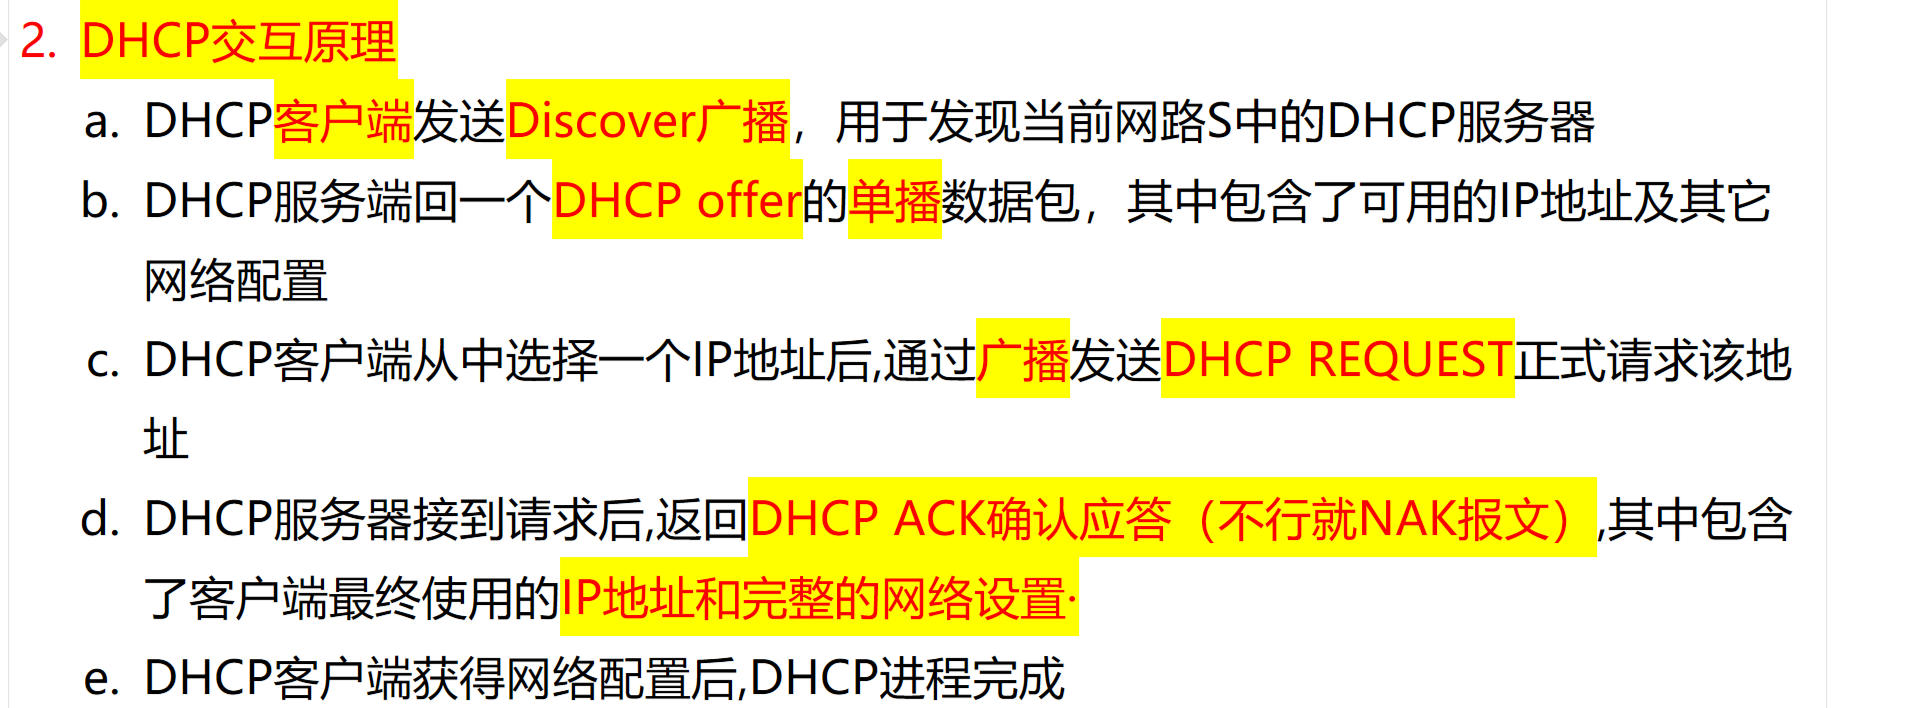 2. DHCP交互原理
a. DHCP客户端发送Discover广播，用于发现当前网路S中的DHCP服务器
b. DHCP服务端回一个DHCP offer的单播数据包，其中包含了可用的IP地址及其它
网络配置
c. DHCP客户端从中选择一个IP地址后,通过广播发送DHCP REQUEST正式请求该地
址
d. DHCP服务器接到请求后,返回DHCP ACK确认应答（不行就NAK报文）,其中包含
了客户端最终使用的IP地址和完整的网络设置·
e. DHCP客户端获得网络配置后,DHCP进程完成